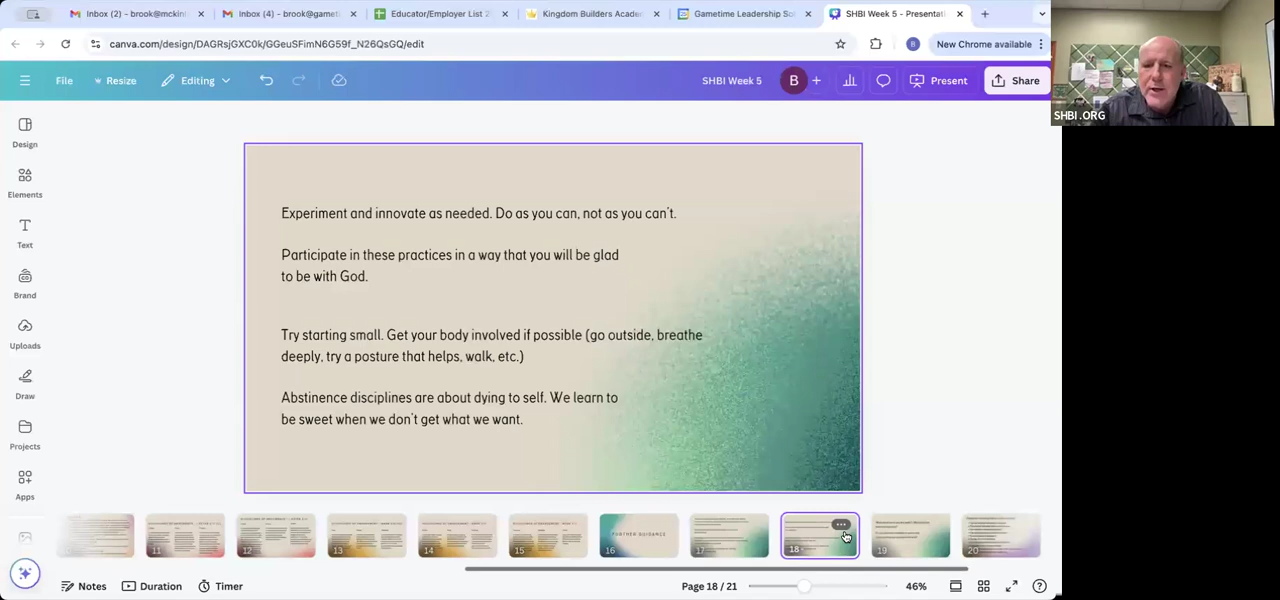 Inbox (2) - brook@mckin
Inbox (4) - brook@gamet
Educator/Employer List 2
Kingdom Builders Acade
Gametime Leadership So
SHBI Week 5 - Presentati
canva.com/design/DAGRsjGXC0k/GGeuSFimN6G59f_N26QsGQ/edit
B
New Chrome available
File
Resize
Editing
SHBI Week 5
B
Present
Share
SHBI.ORG
Design
Elements
Text
Brand
Uploads
Draw
Projects
Apps
Experiment and innovate as needed. Do as you can, not as you can't.
Participate in these practices in a way that you will be glad
to be with God.
Try starting small. Get your body involved if possible (go outside, breathe
deeply, try a posture that helps, walk, etc.)
Abstinence disciplines are about dying to self. We learn to
be sweet when we don't get what we want.
11
12
13
14
15
FURTHER GUIDANCE
16
17
18
19
20
Notes
Duration
Timer
Page 18 / 21
46%